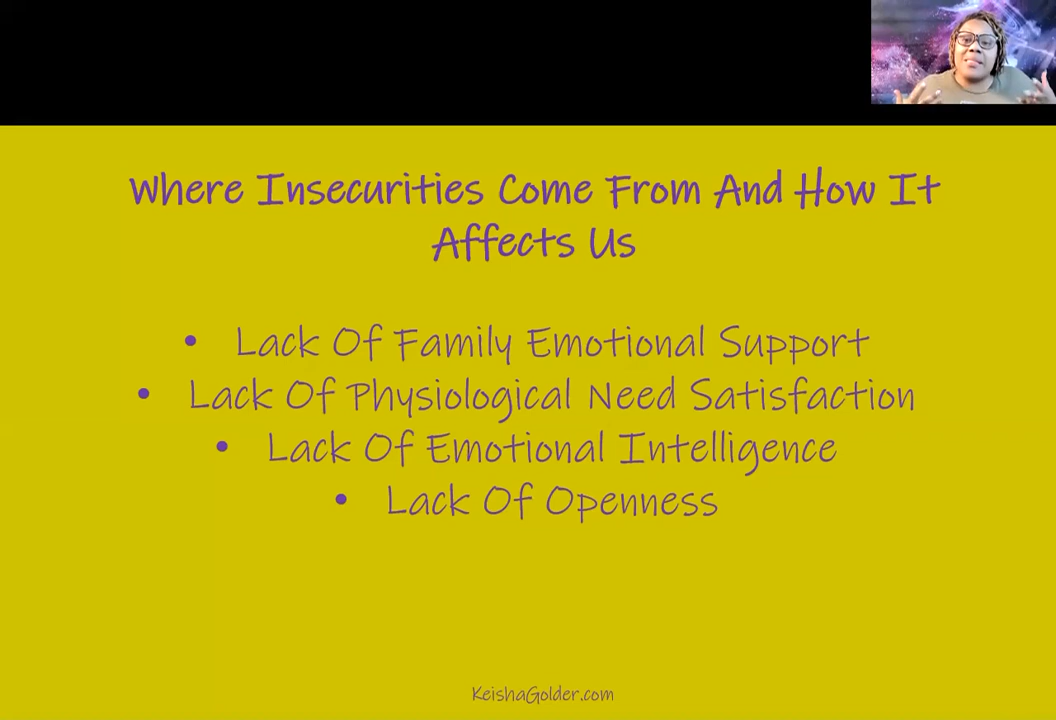 Where Insecurities Come From And How It
Affects Us
• Lack Of Family Emotional Support
• Lack Of Physiological Need Satisfaction
• Lack Of Emotional Intelligence
• Lack Of Openness
KeishaGolder.com